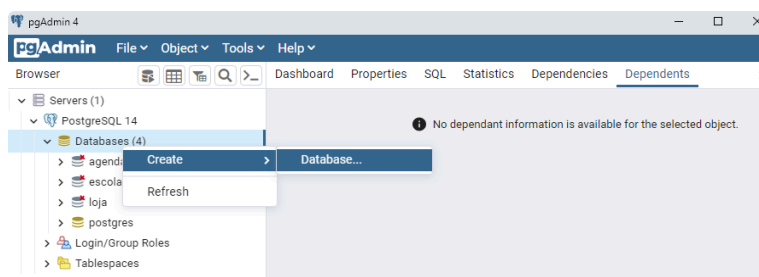 pgAdmin 4
pgAdmin File Object Tools Help
Browser Dashboard Properties SQL Statistics Dependencies Dependents
Servers (1)
PostgreSQL 14
No dependant information is available for the selected object.
Databases (4)
agend
Create Database...
escola
Refresh
loja
postgres
Login/Group Roles
Tablespaces